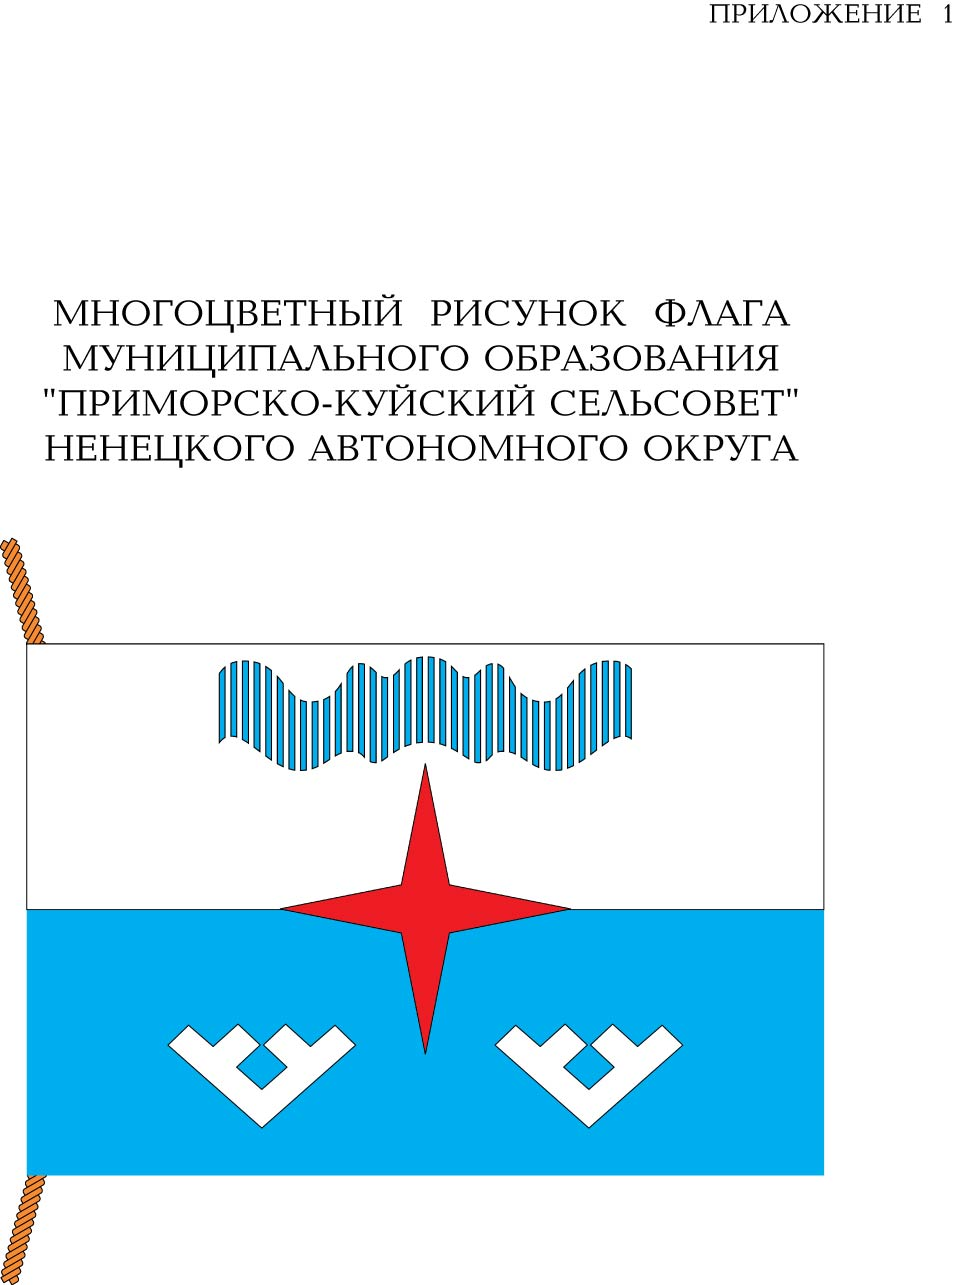 ПРИЛОЖЕНИЕ 1
МНОГОЦВЕТНЫЙ РИСУНОК ФЛАГА
МУНИЦИПАЛЬНОГО ОБРАЗОВАНИЯ
"ПРИМОРСКО-КУЙСКИЙ СЕЛЬСОВЕТ"
НЕНЕЦКОГО АВТОНОМНОГО ОКРУГА